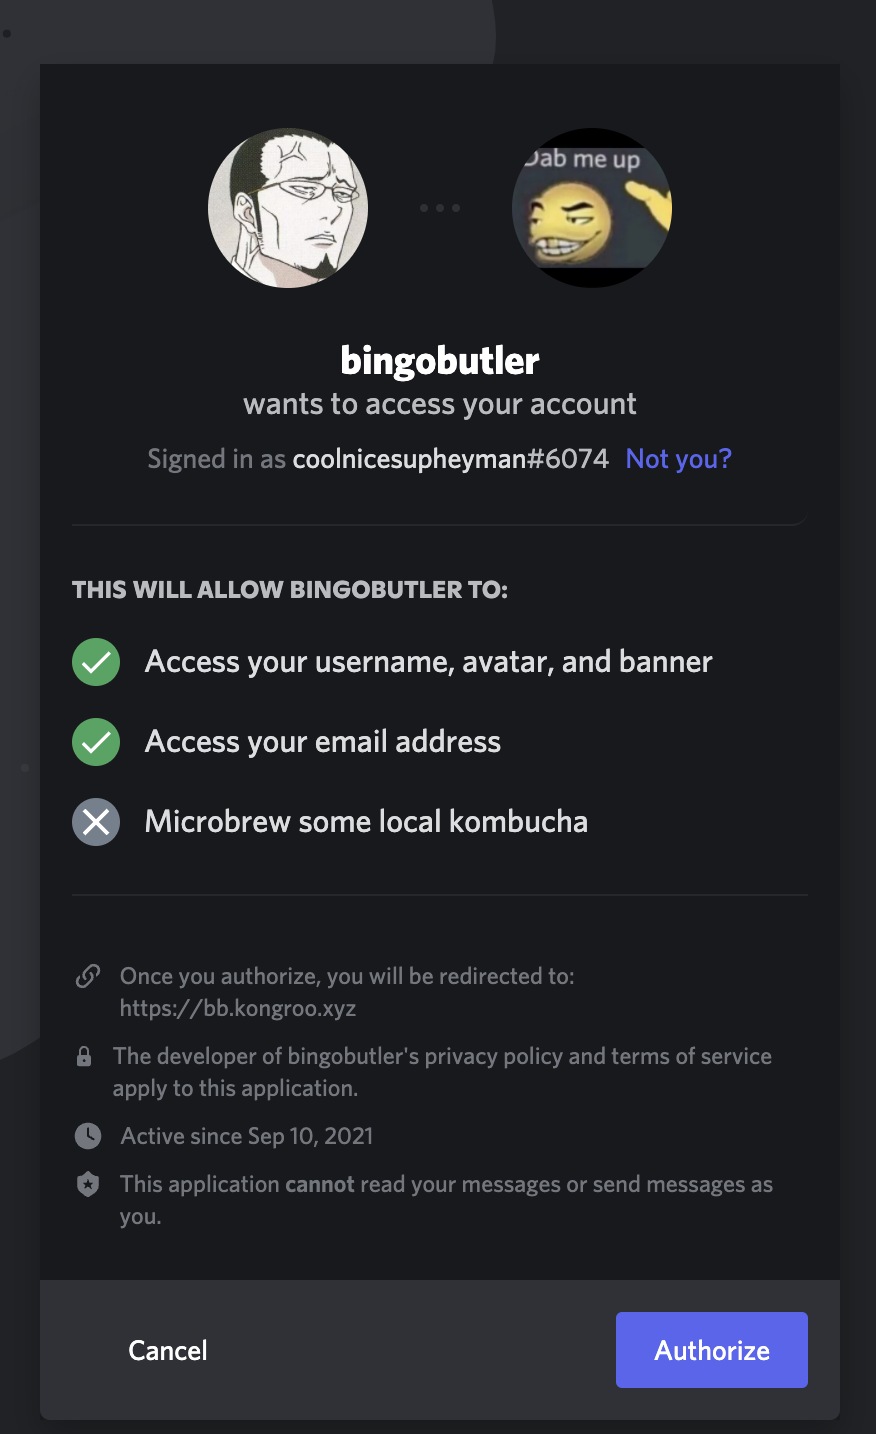 Dab me up
bingobutler
wants to access your account
Signed in as coolnicesupheyman#6074 Not you?
THIS WILL ALLOW BINGOBUTLER TO:
Access your username, avatar, and banner
Access your email address
Microbrew some local kombucha
Once you authorize, you will be redirected to:
https://bb.kongroo.xyz
The developer of bingobutler's privacy policy and terms of service
apply to this application.
Active since Sep 10, 2021
This application cannot read your messages or send messages as
you.
Cancel
Authorize